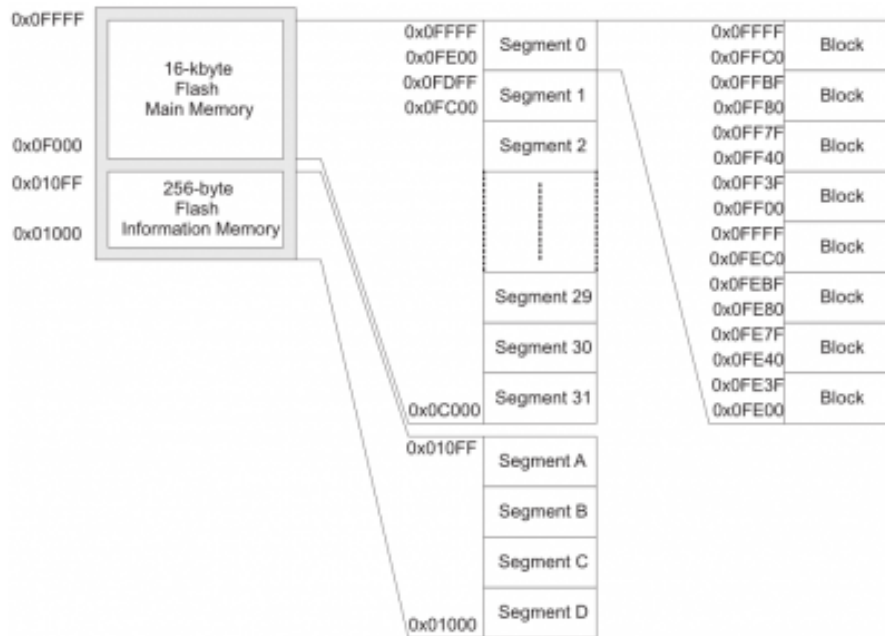 0x0FFFF
16-kbyte
Flash
Main Memory
0x0F000
0x010FF
256-byte
Flash
Information Memory
0x01000
0x0FFFF
Segment 0
0x0FE00
0x0FDFF
Segment 1
0x0FC00
Segment 2
Segment 29
Segment 30
Segment 31
0x0C000
0x010FF
Segment A
Segment B
Segment C
Segment D
0x01000
0x0FFFF
Block
0x0FFC0
0x0FFBF
Block
0x0FF80
0x0FF7F
Block
0x0FF40
0x0FF3F
Block
0x0FF00
0x0FFFF
Block
0x0FEC0
0x0FEBF
Block
0x0FE80
0x0FE7F
Block
0x0FE40
0x0FE3F
Block
0x0FE00